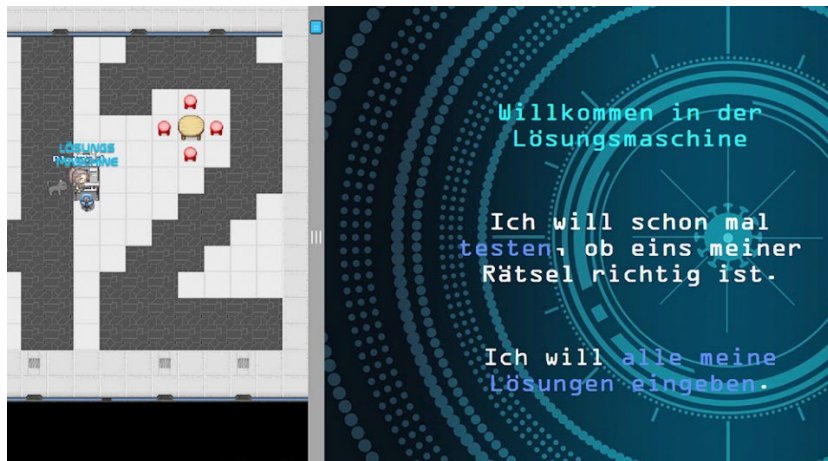 LÖSUNGS
MASCHINE
Willkommen in der
Lösungsmaschine
Ich will schon mal
testen, ob eins meiner
Rätsel richtig ist.
Ich will alle meine
Lösungen eingeben.